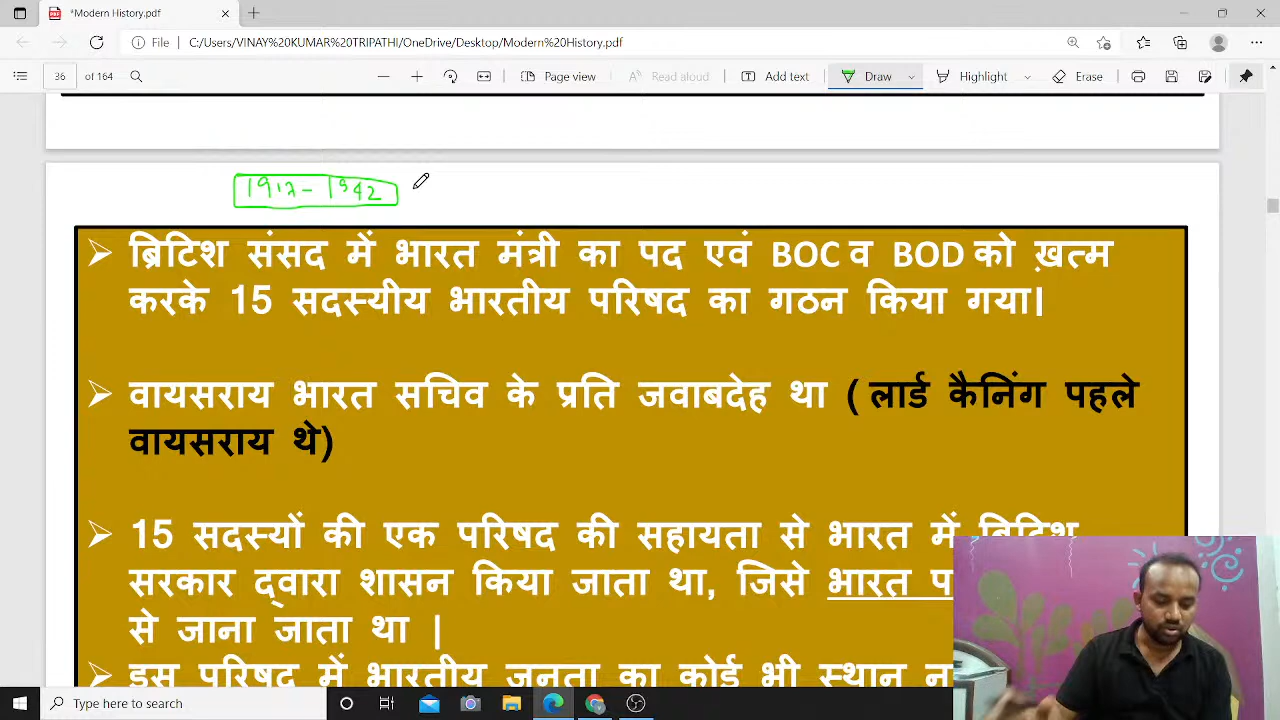 *Modern History.pdf
File
C:/Users/VINAY%20KUMAR%20TRIPATHI/OneDrive/Desktop/Modern%20History.pdf
36 of 164
Page view
Read aloud
Add text
Draw
Highlight
Erase
ब्रिटिश संसद में भारत मंत्री का पद एवं BOC व BOD को ख़त्म
करके 15 सदस्यीय भारतीय परिषद का गठन किया गया।
वायसराय भारत सचिव के प्रति जवाबदेह था ( लार्ड कैनिंग पहले
वायसराय थे)
15 सदस्यों की एक परिषद की सहायता से भारत में ब्रिटिश
सरकार द्वारा शासन किया जाता था, जिसे भारत
से जाना जाता था |
इस परिषद में भारतीय जनता का कोई भी स्थान
Type here to search